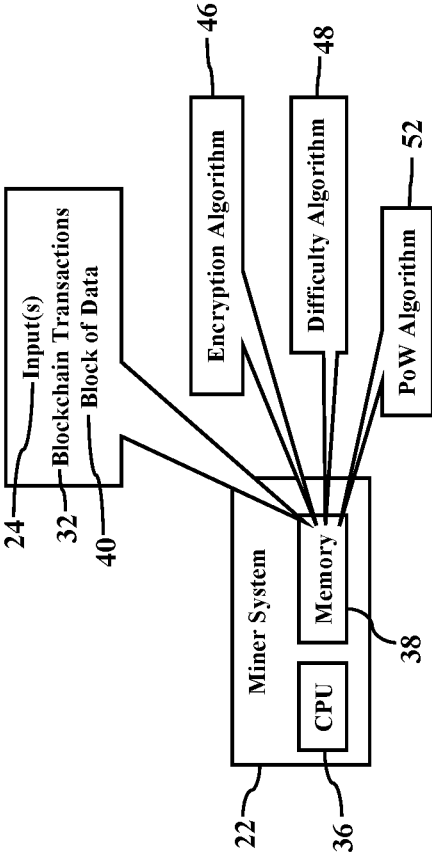 24 Input(s)
32 Blockchain Transactions
40 Block of Data
46
Encryption Algorithm
48
Difficulty Algorithm
52
PoW Algorithm
22
Miner System
CPU
Memory
36
38